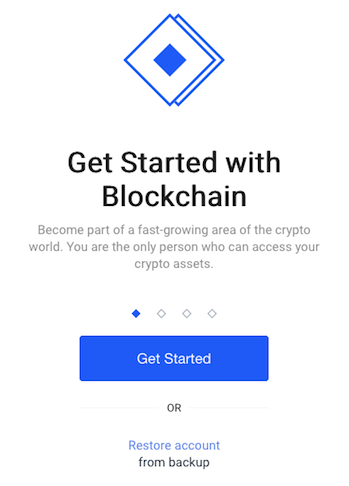 Get Started with
Blockchain
Become part of a fast-growing area of the crypto
world. You are the only person who can access your
crypto assets.
Get Started
OR
Restore account
from backup